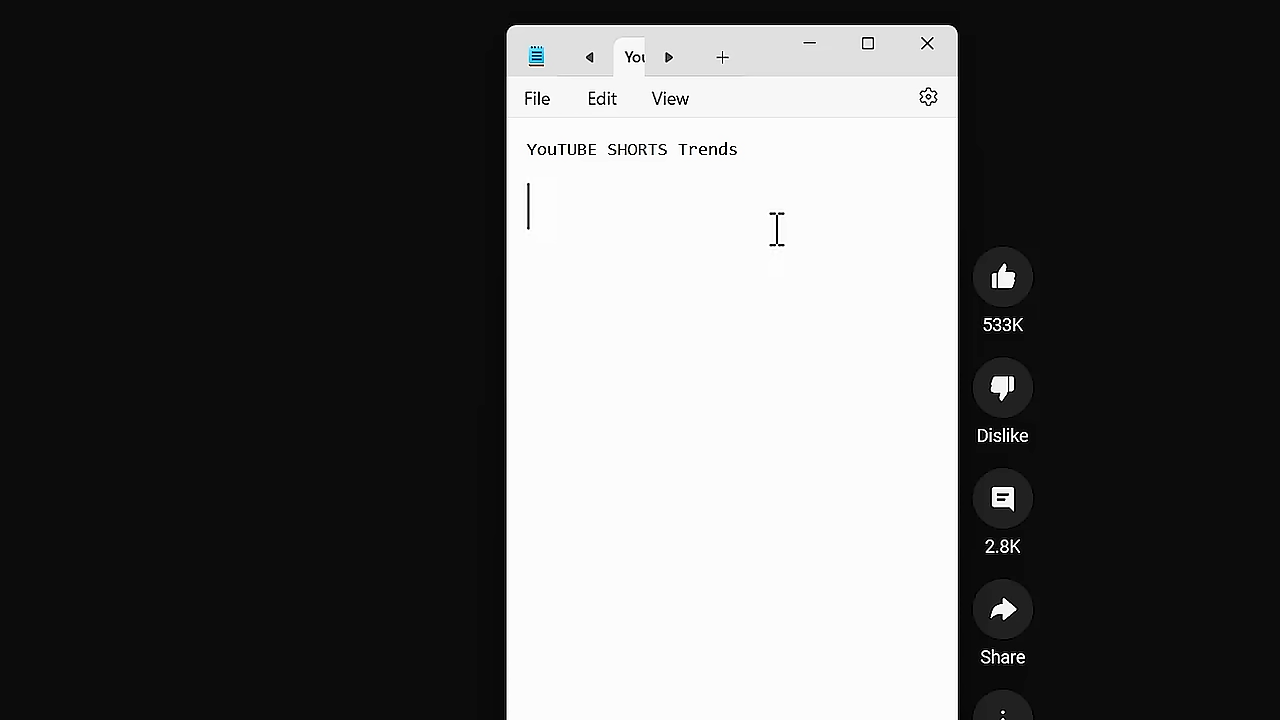 You
File Edit View
YouTUBE SHORTS Trends
533K
Dislike
2.8K
Share